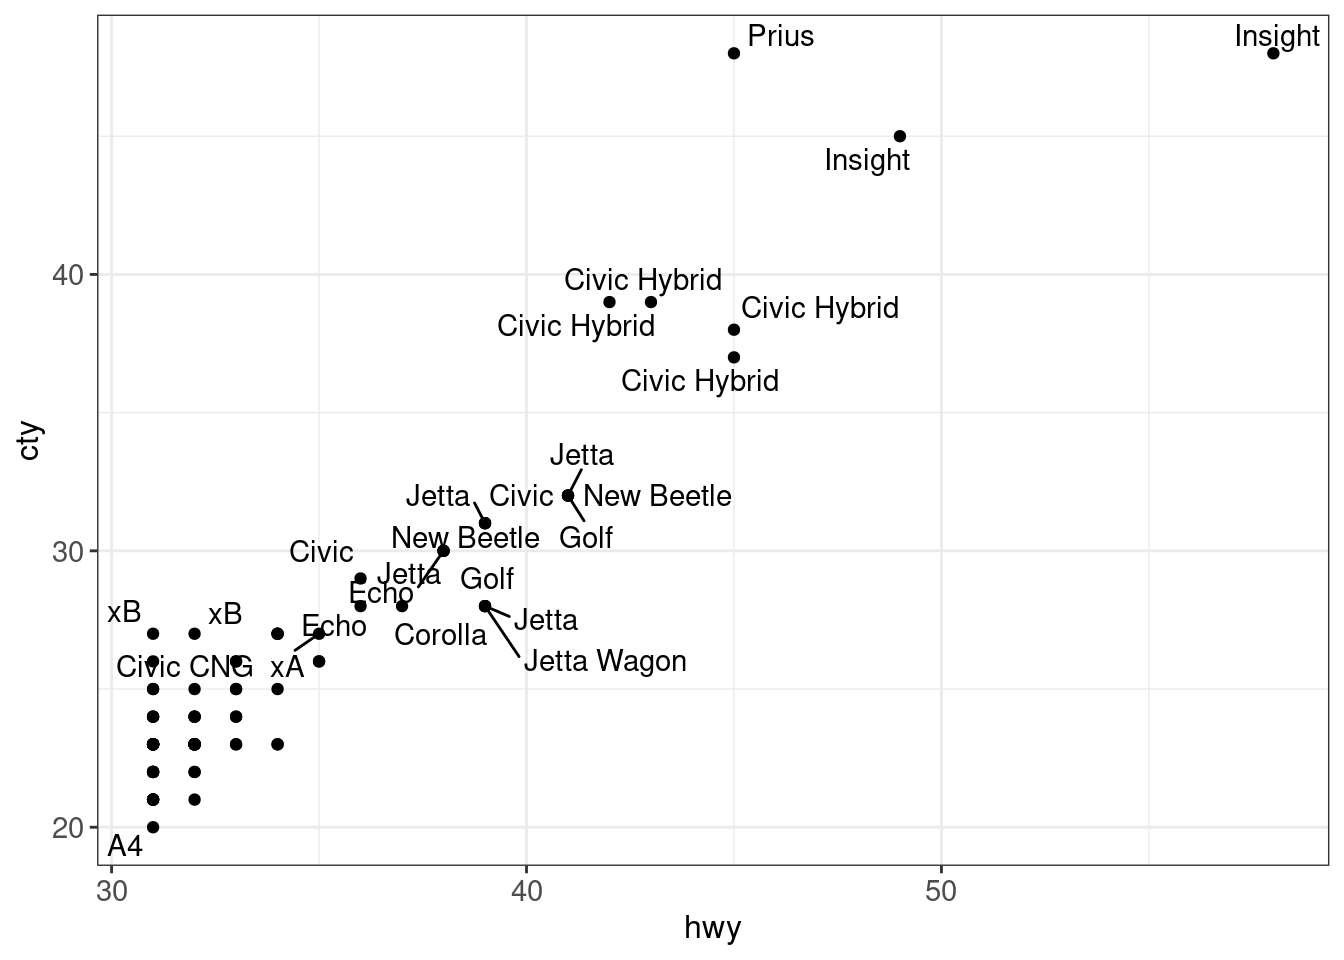 Prius
Insight
Insight
40
Civic Hybrid
Civic Hybrid
Civic Hybrid
Civic Hybrid
cty
Jetta
Jetta
Civic
New Beetle
New Beetle
Golf
30
Civic
Jetta
Golf
Echo
xB
xB
Echo
Jetta
Corolla
Civic CNG
xA
Jetta Wagon
20
A4
30
40
50
hwy